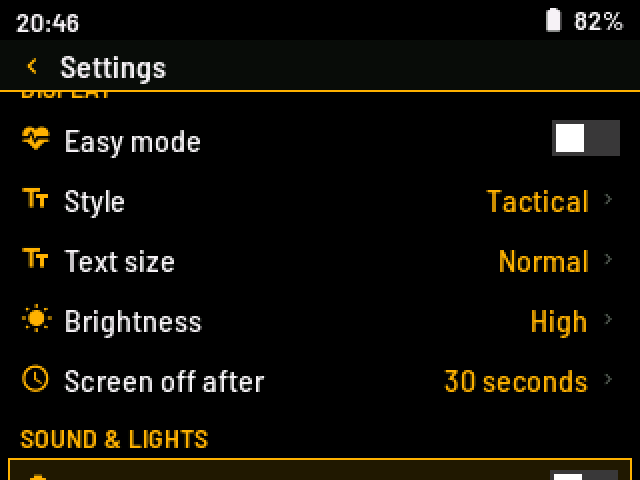 20:46 82%
Settings
DISPLAY
Easy mode
Style Tactical
Text size Normal
Brightness High
Screen off after 30 seconds
SOUND & LIGHTS